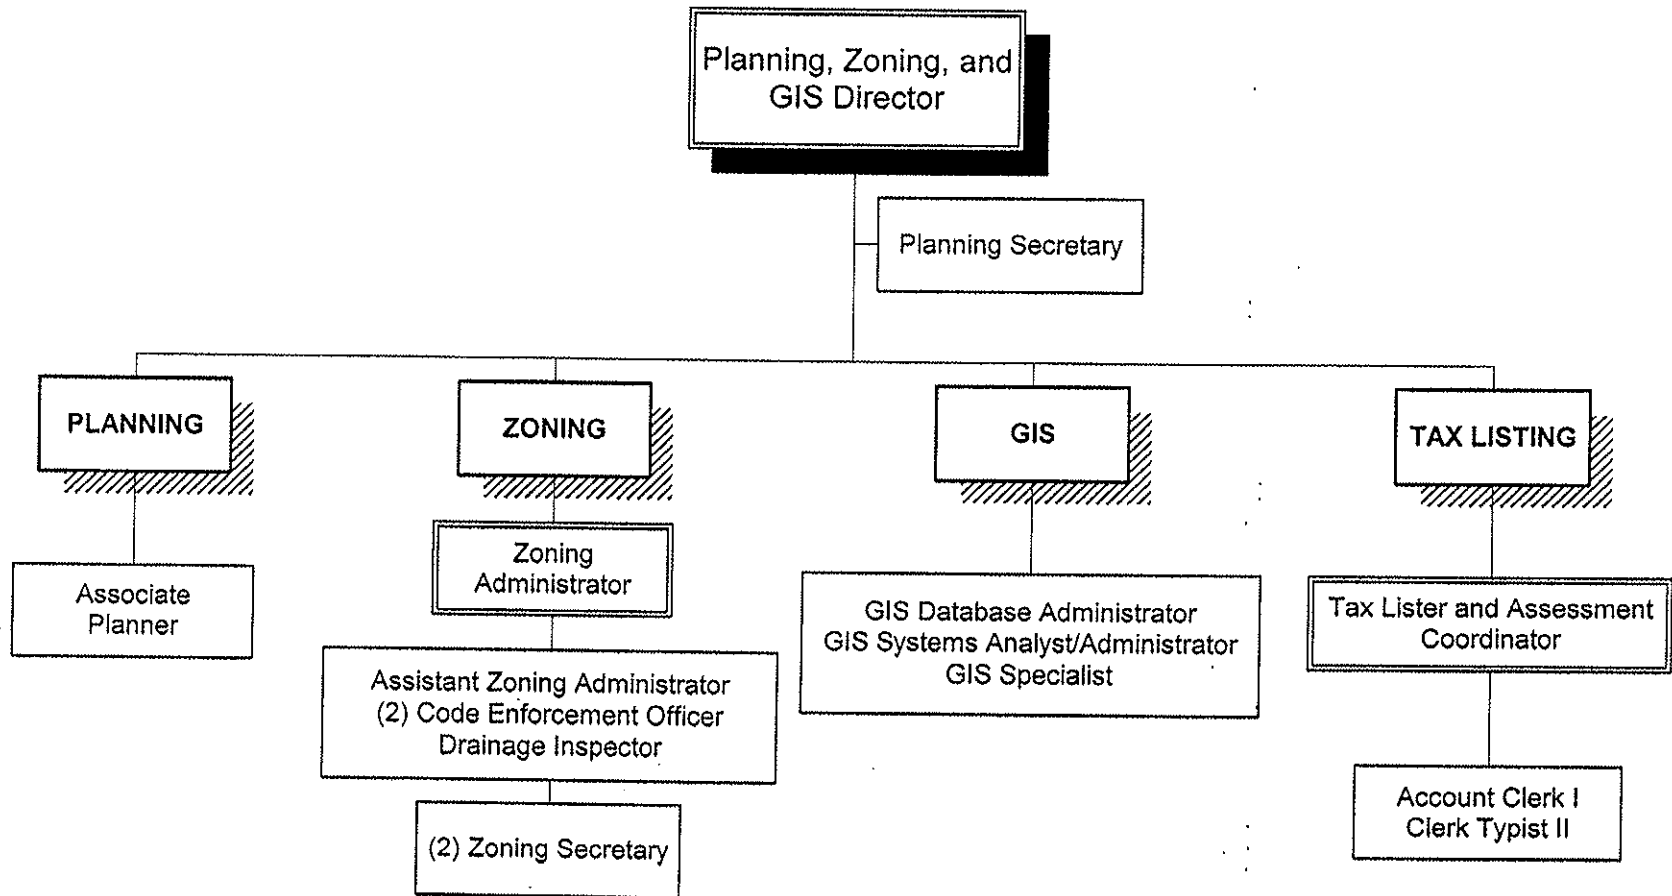 Planning, Zoning, and
GIS Director
Planning Secretary
PLANNING
ZONING
GIS
TAX LISTING
Associate
Planner
Zoning
Administrator
Assistant Zoning Administrator
(2) Code Enforcement Officer
Drainage Inspector
(2) Zoning Secretary
GIS Database Administrator
GIS Systems Analyst/Administrator
GIS Specialist
Tax Lister and Assessment
Coordinator
Account Clerk I
Clerk Typist II